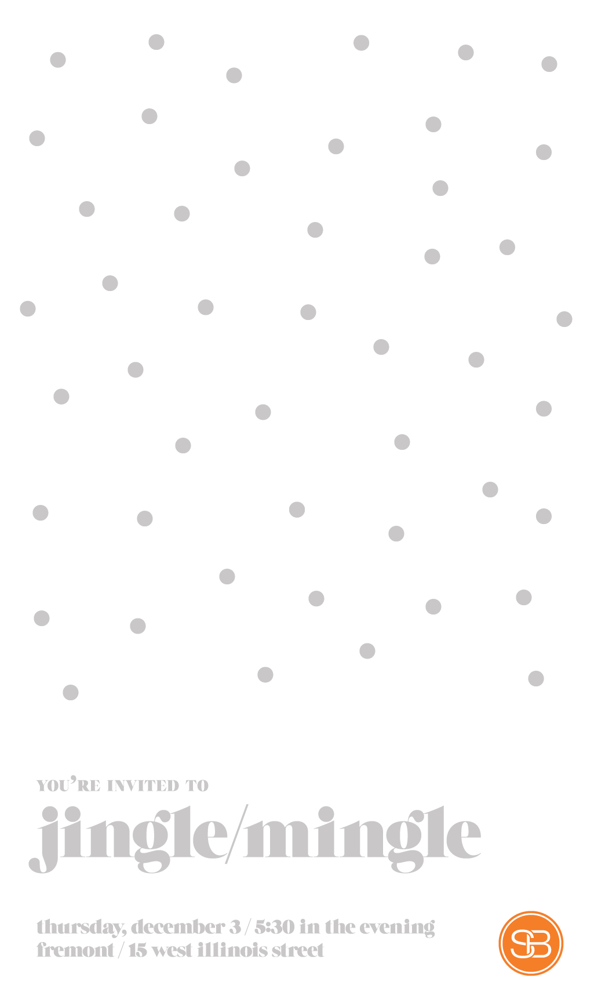 YOU'RE INVITED TO
jingle/mingle
thursday, december 3 / 5:30 in the evening
fremont / 15 west illinois street
SB